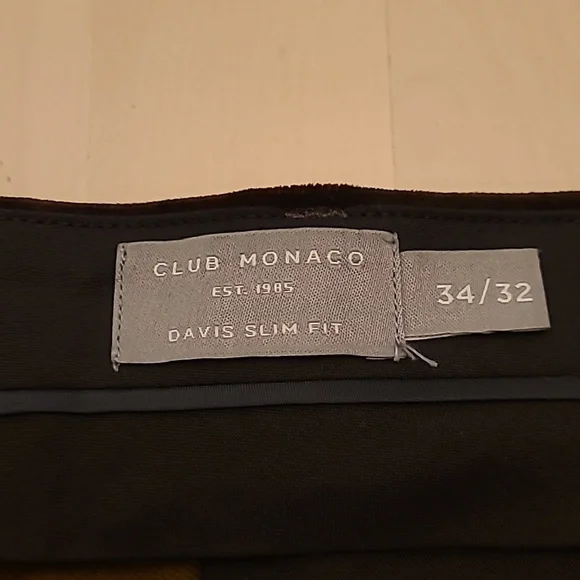 CLUB MONACO
EST. 1985
DAVIS SLIM FIT
34/32